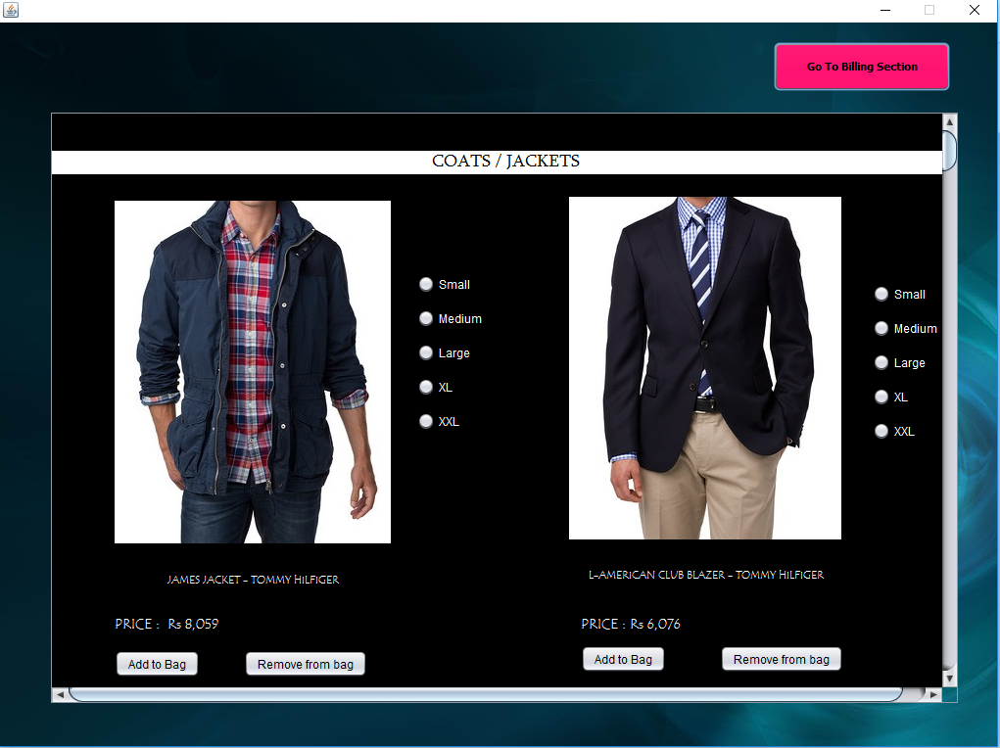 Go To Billing Section
COATS / JACKETS
Small
Medium
Large
XL
XXL
JAMES JACKET - TOMMY HILFIGER
PRICE : Rs 8,059
Add to Bag
Remove from bag
Small
Medium
Large
XL
XXL
L-AMERICAN CLUB BLAZER - TOMMY HILFIGER
PRICE : Rs 6,076
Add to Bag
Remove from bag